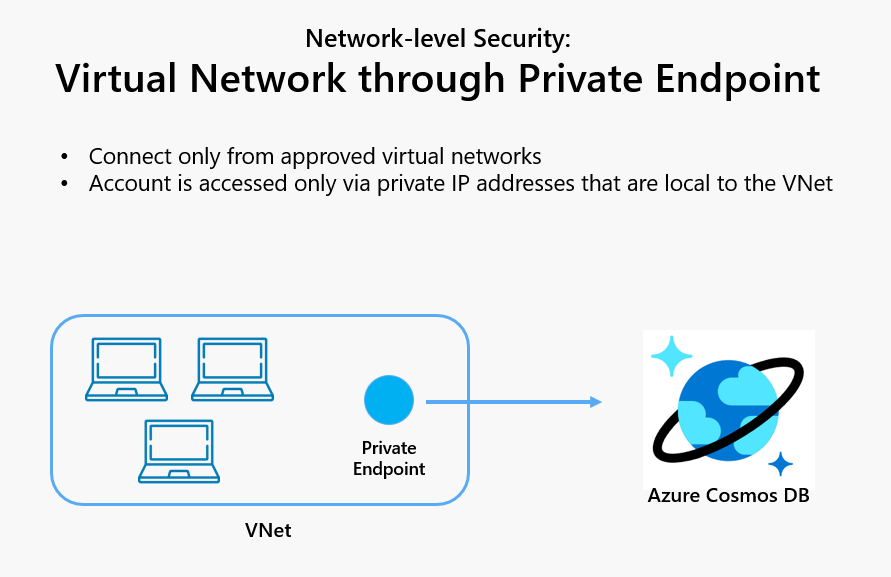 Network-level Security:
Virtual Network through Private Endpoint
• Connect only from approved virtual networks
• Account is accessed only via private IP addresses that are local to the VNet
Private
Endpoint
VNet
Azure Cosmos DB